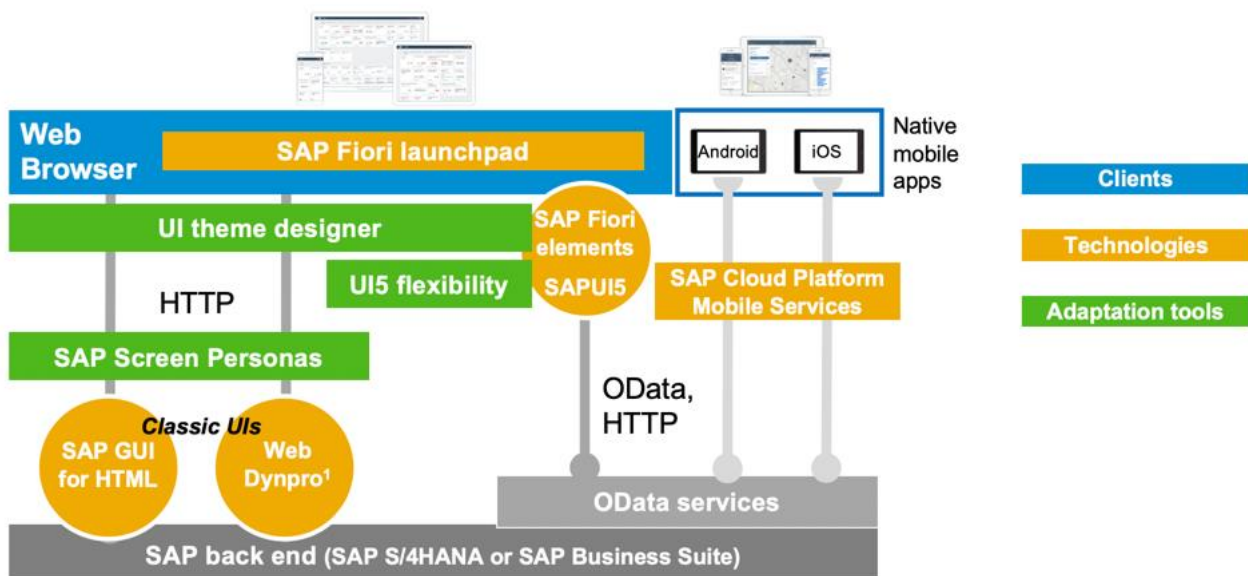 Web
Browser
SAP Fiori launchpad
Android
iOS
Native
mobile
apps
Clients
UI theme designer
SAP Fiori
elements
SAPUI5
UI5 flexibility
SAP Cloud Platform
Mobile Services
Technologies
HTTP
Adaptation tools
SAP Screen Personas
OData,
HTTP
Classic UIs
SAP GUI
for HTML
Web
Dynpro¹
OData services
SAP back end (SAP S/4HANA or SAP Business Suite)